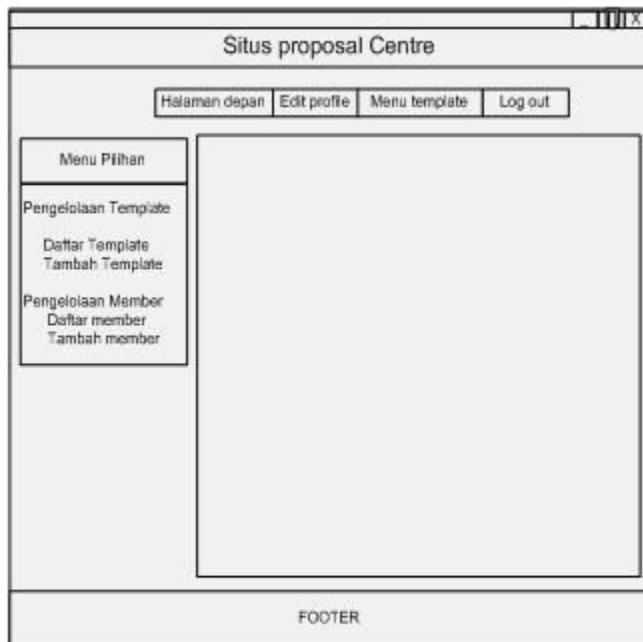 _ X
Situs proposal Centre
Halaman depan Edit profile Menu template Log out
Menu Pilihan
Pengelolaan Template
Daftar Template
Tambah Template
Pengelolaan Member
Daftar member
Tambah member
FOOTER